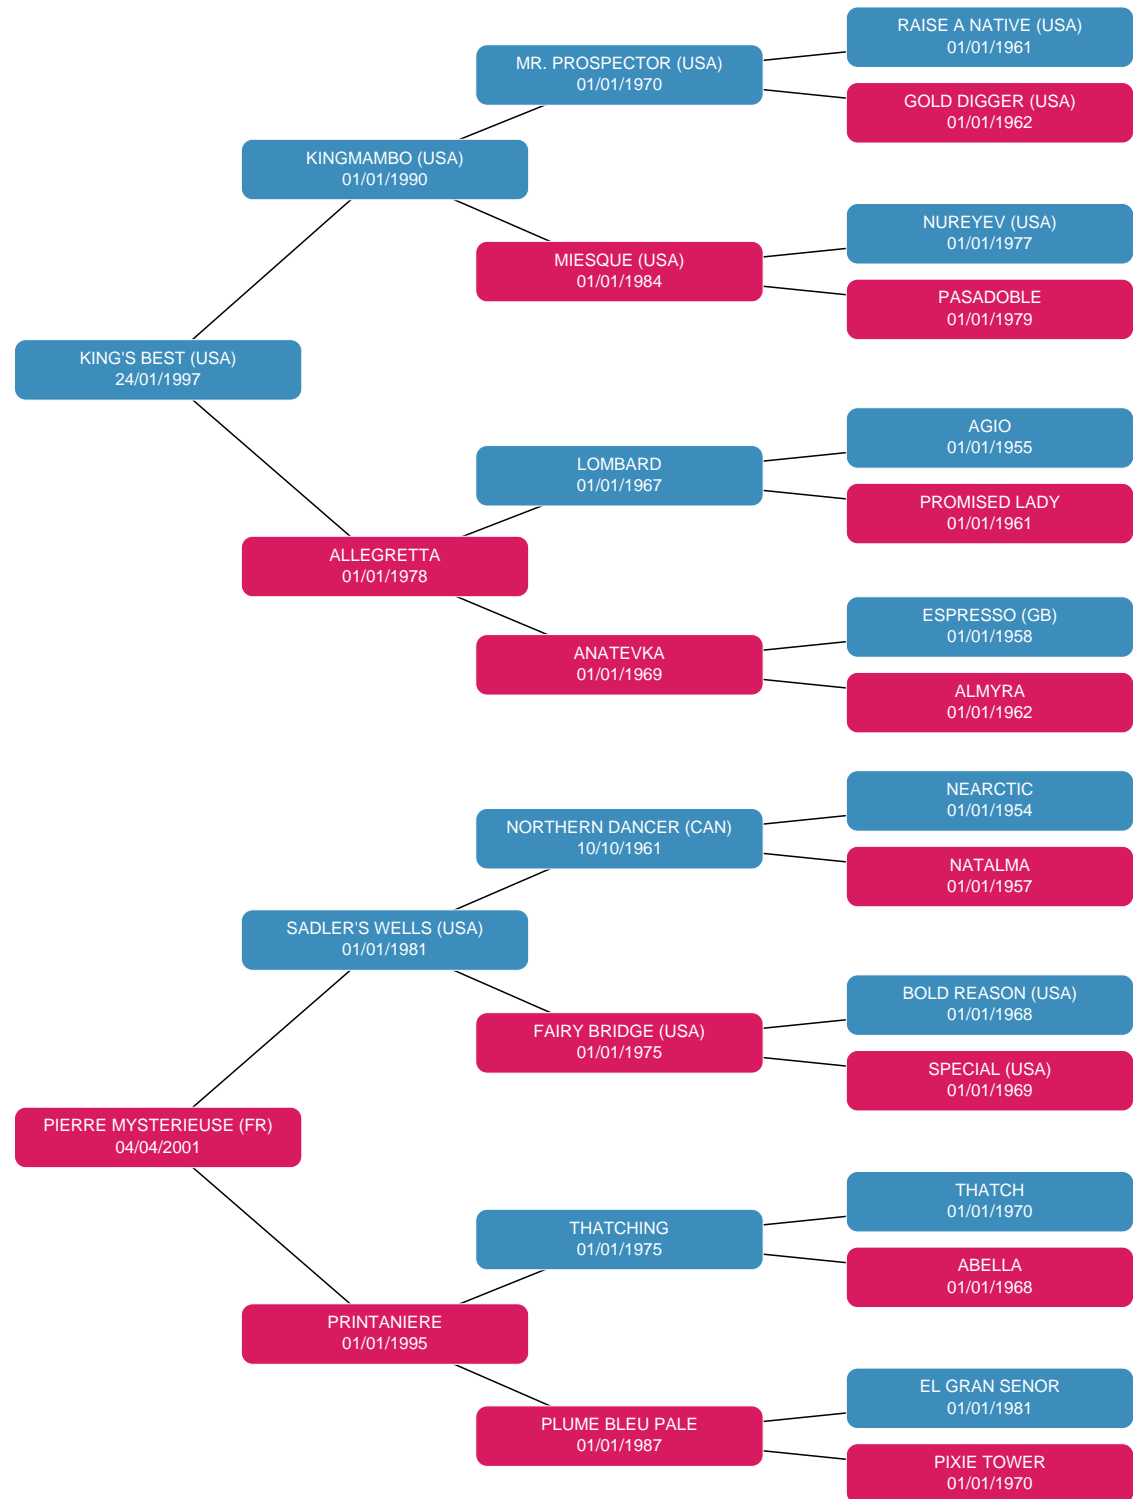 RAISE A NATIVE (USA)
01/01/1961
MR. PROSPECTOR (USA)
01/01/1970
GOLD DIGGER (USA)
01/01/1962
KINGMAMBO (USA)
01/01/1990
NUREYEV (USA)
01/01/1977
MIESQUE (USA)
01/01/1984
PASADOBLE
01/01/1979
KING'S BEST (USA)
24/01/1997
AGIO
01/01/1955
LOMBARD
01/01/1967
PROMISED LADY
01/01/1961
ALLEGRETTA
01/01/1978
ESPRESSO (GB)
01/01/1958
ANATEVKA
01/01/1969
ALMYRA
01/01/1962
NEARCTIC
01/01/1954
NORTHERN DANCER (CAN)
10/10/1961
NATALMA
01/01/1957
SADLER'S WELLS (USA)
01/01/1981
BOLD REASON (USA)
01/01/1968
FAIRY BRIDGE (USA)
01/01/1975
SPECIAL (USA)
01/01/1969
PIERRE MYSTERIEUSE (FR)
04/04/2001
THATCH
01/01/1970
THATCHING
01/01/1975
ABELLA
01/01/1968
PRINTANIERE
01/01/1995
EL GRAN SENOR
01/01/1981
PLUME BLEU PALE
01/01/1987
PIXIE TOWER
01/01/1970